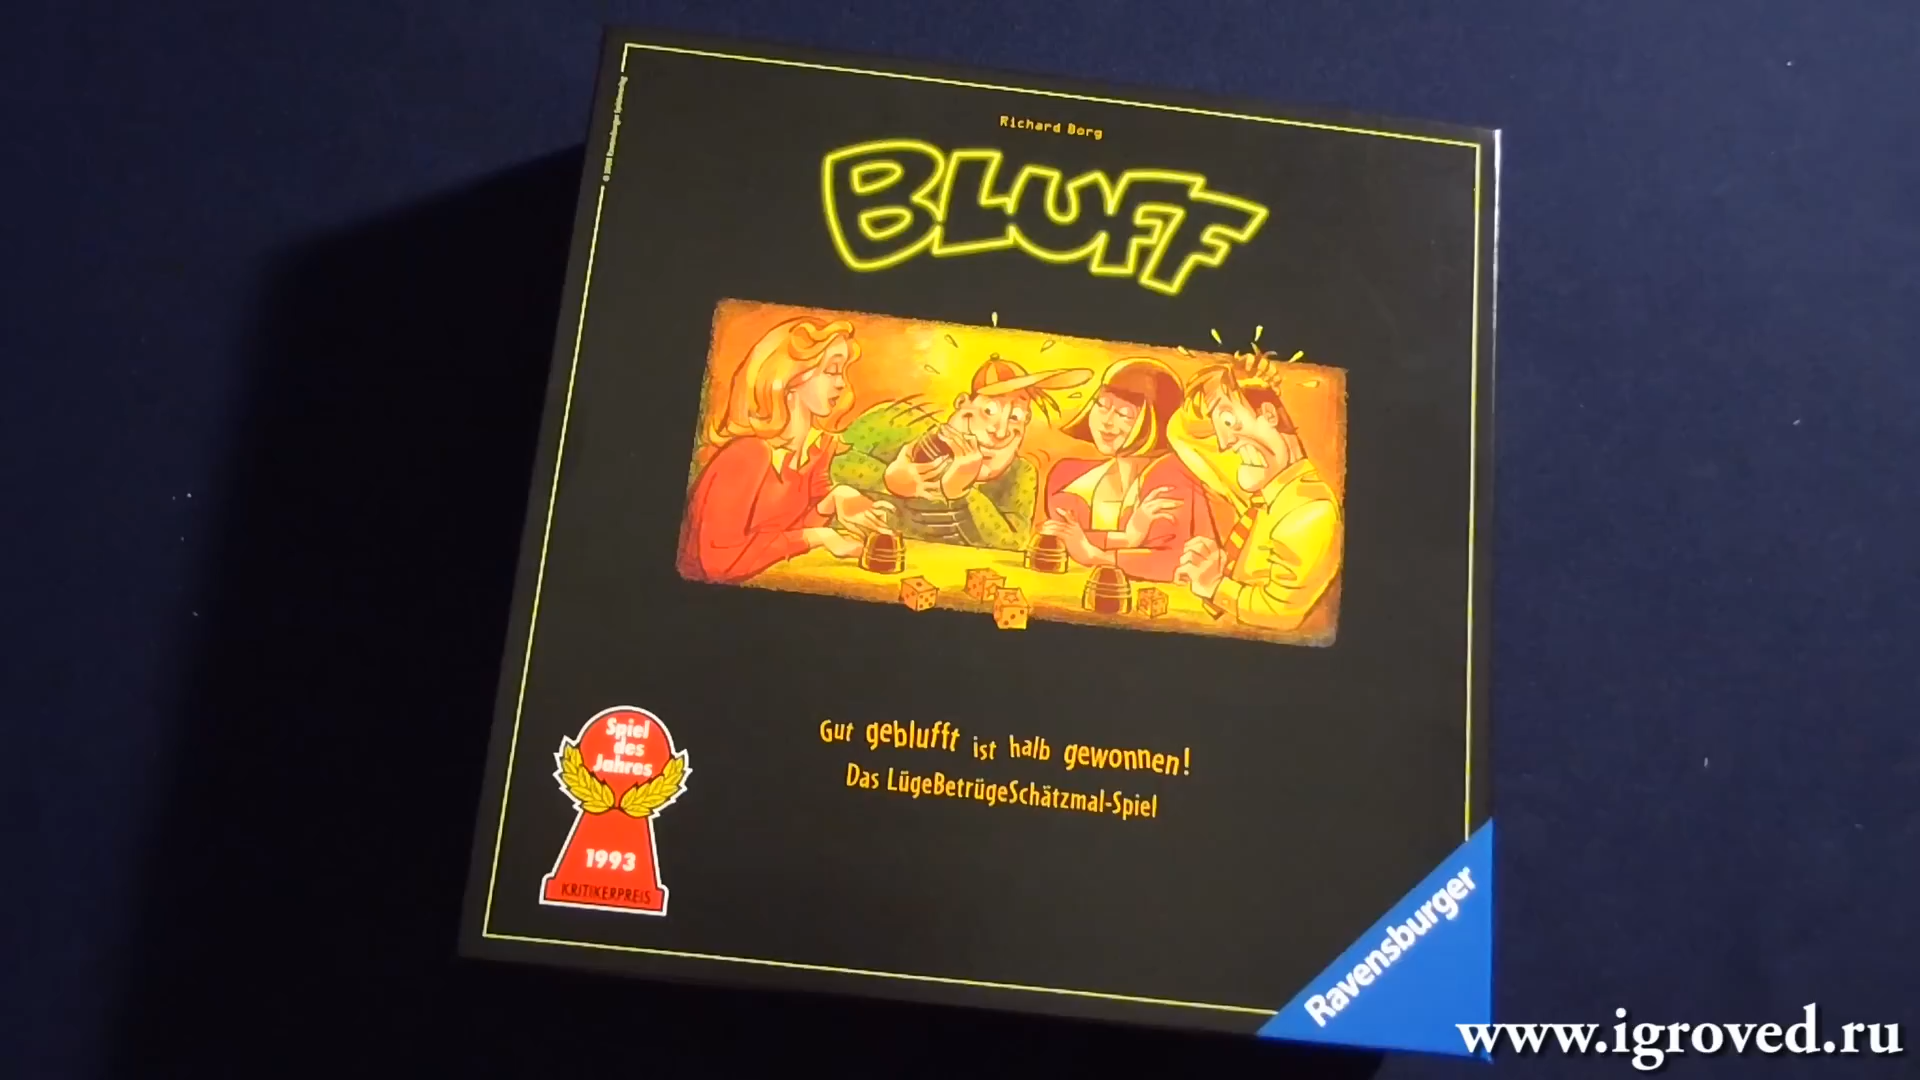 Richard Borg
BLUFF
Gut geblufft ist halb gewonnen!
Das LügeBetrügeSchätzmal-Spiel
Spiel
des
Jahres
1993
KRITIKERPREIS
Ravensburger
www.igroved.ru